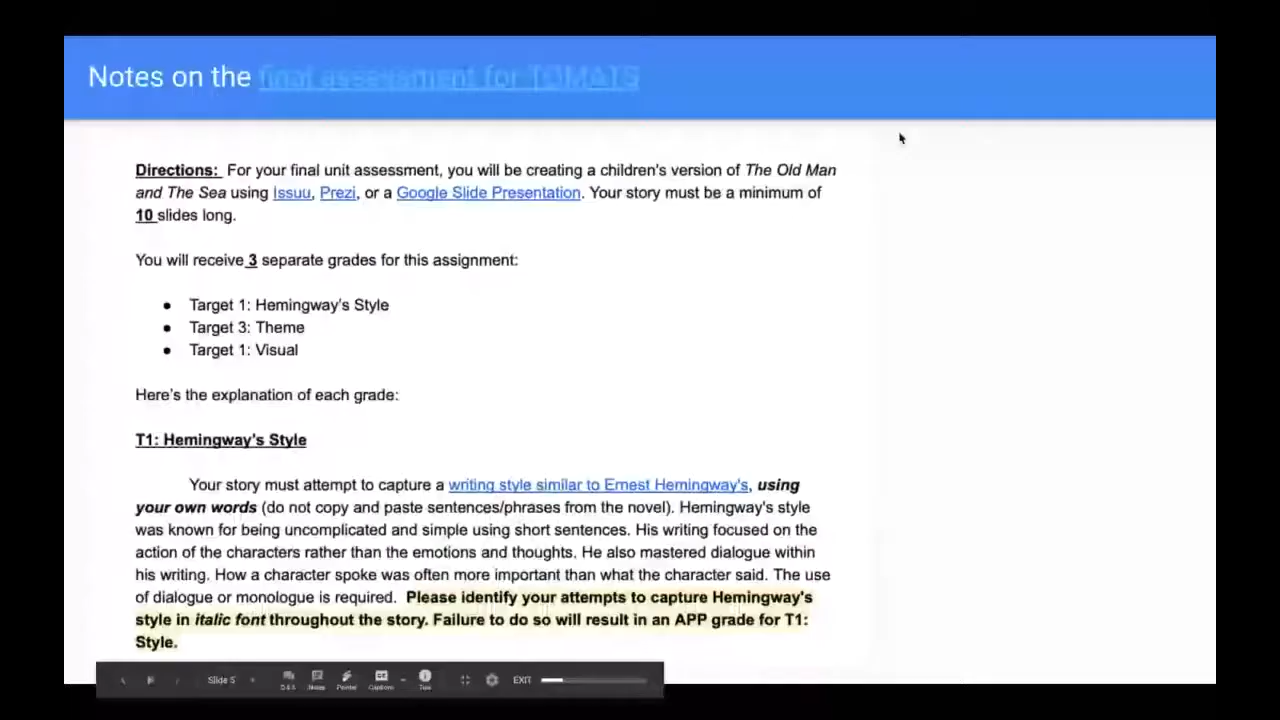 Notes on the final assessment for TOMATS
Directions: For your final unit assessment, you will be creating a children's version of The Old Man
and The Sea using Issuu, Prezi, or a Google Slide Presentation. Your story must be a minimum of
10 slides long.
You will receive 3 separate grades for this assignment:
● Target 1: Hemingway's Style
● Target 3: Theme
● Target 1: Visual
Here's the explanation of each grade:
T1: Hemingway's Style
Your story must attempt to capture a writing style similar to Ernest Hemingway's, using
your own words (do not copy and paste sentences/phrases from the novel). Hemingway's style
was known for being uncomplicated and simple using short sentences. His writing focused on the
action of the characters rather than the emotions and thoughts. He also mastered dialogue within
his writing. How a character spoke was often more important than what the character said. The use
of dialogue or monologue is required. Please identify your attempts to capture Hemingway's
style in italic font throughout the story. Failure to do so will result in an APP grade for T1:
Style.
Slide 5
Q&A Notes Pointer Captions Tips
EXIT